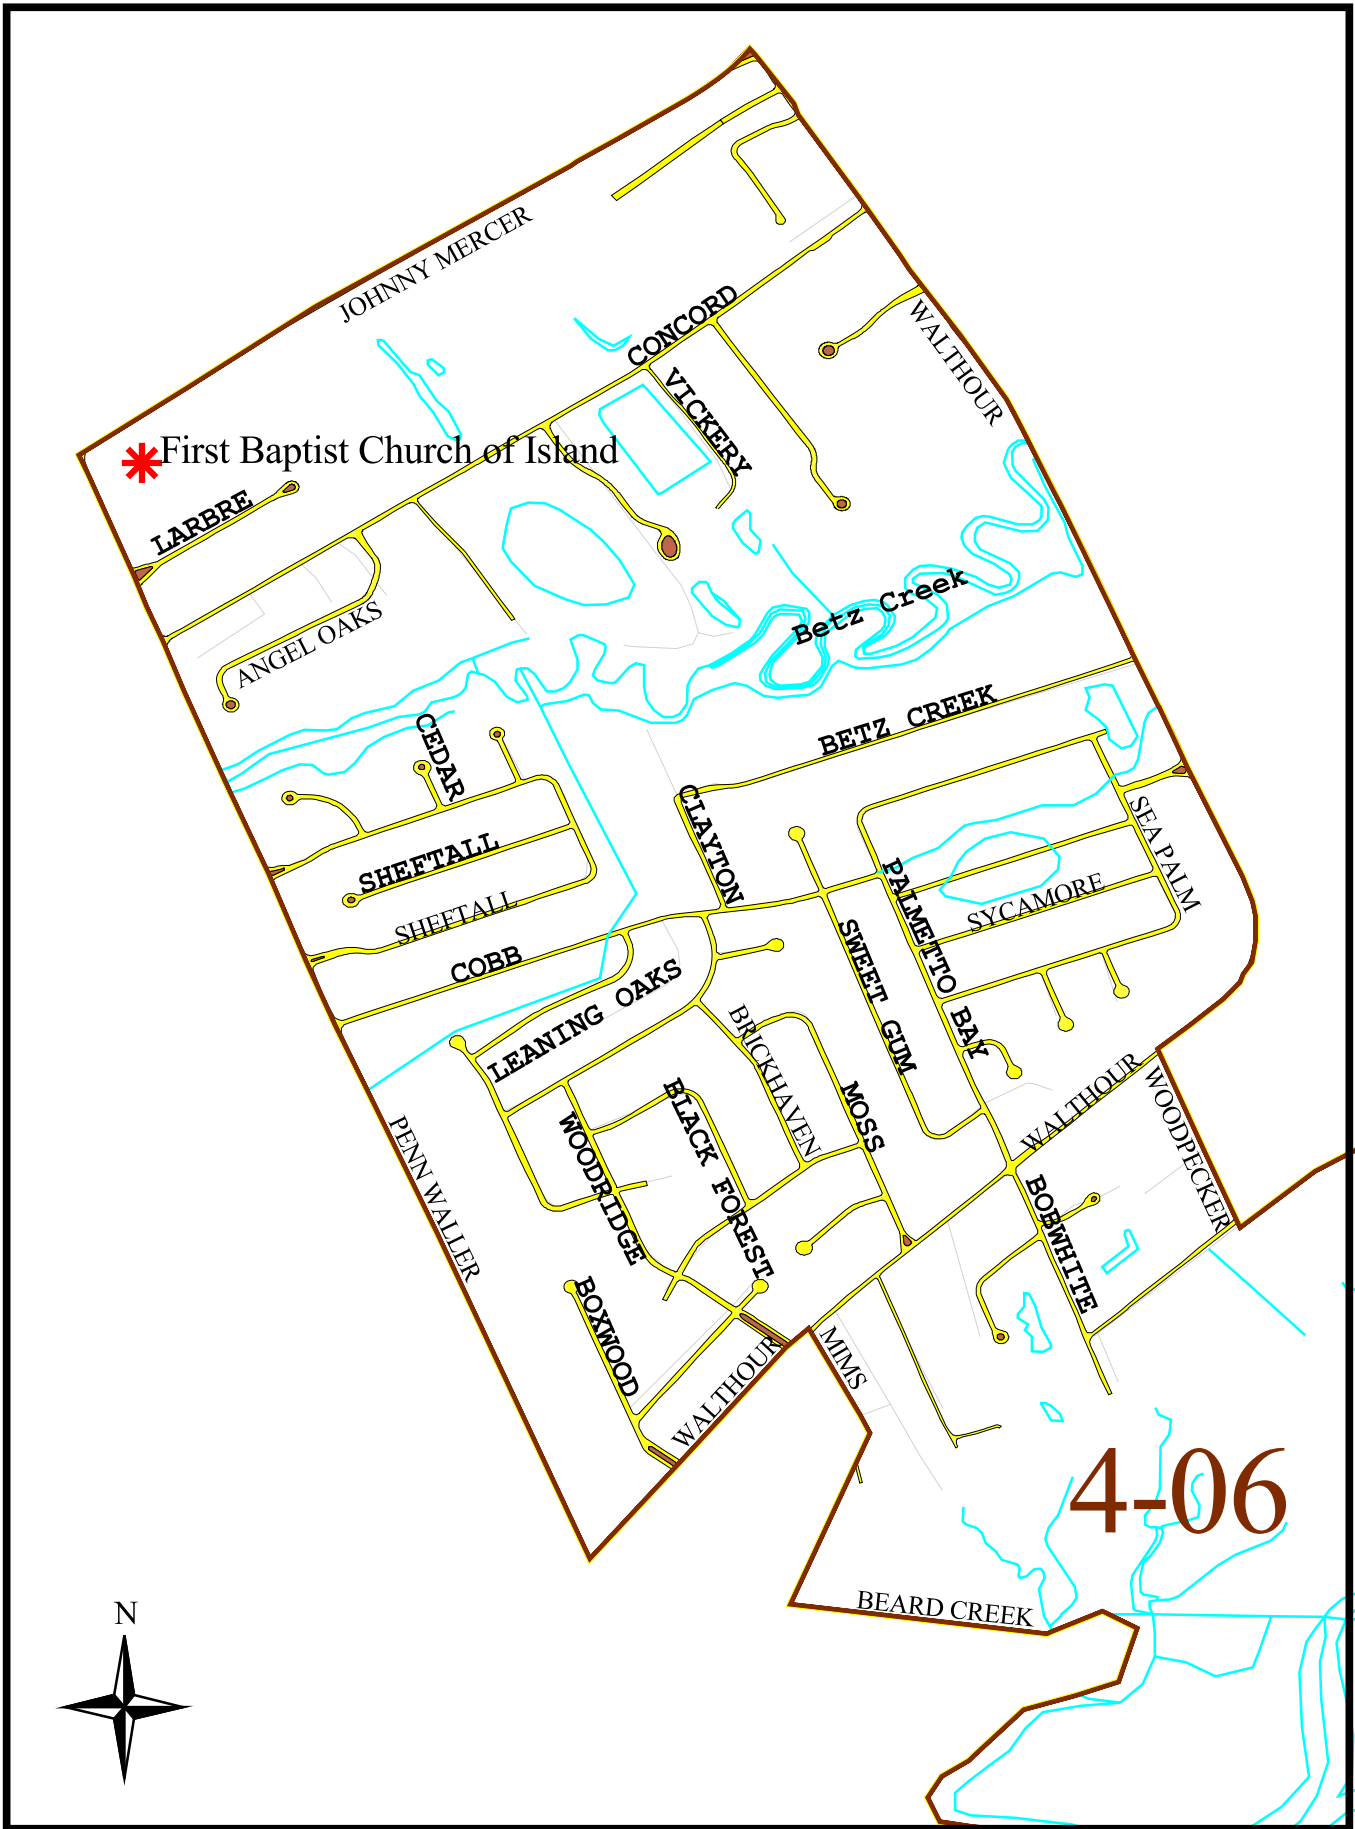 JOHNNY MERCER
CONCORD
WALTHOUR
VICKERY
First Baptist Church of Island
LARBRE
Betz Creek
ANGEL OAKS
BETZ CREEK
CEDAR
CLAYTON
SEA PALM
SHEFTALL
PALMETTO BAY
SYCAMORE
SHEFTALL
SWEET GUM
COBB
LEANING OAKS
BRICKHAVEN
WALTHOUR
WOODPECKER
BLACK FOREST
MOSS
PENN WALLER
WOODRIDGE
BOBWHITE
BOXWOOD
WALTHOUR
MIMS
4-06
BEARD CREEK
N